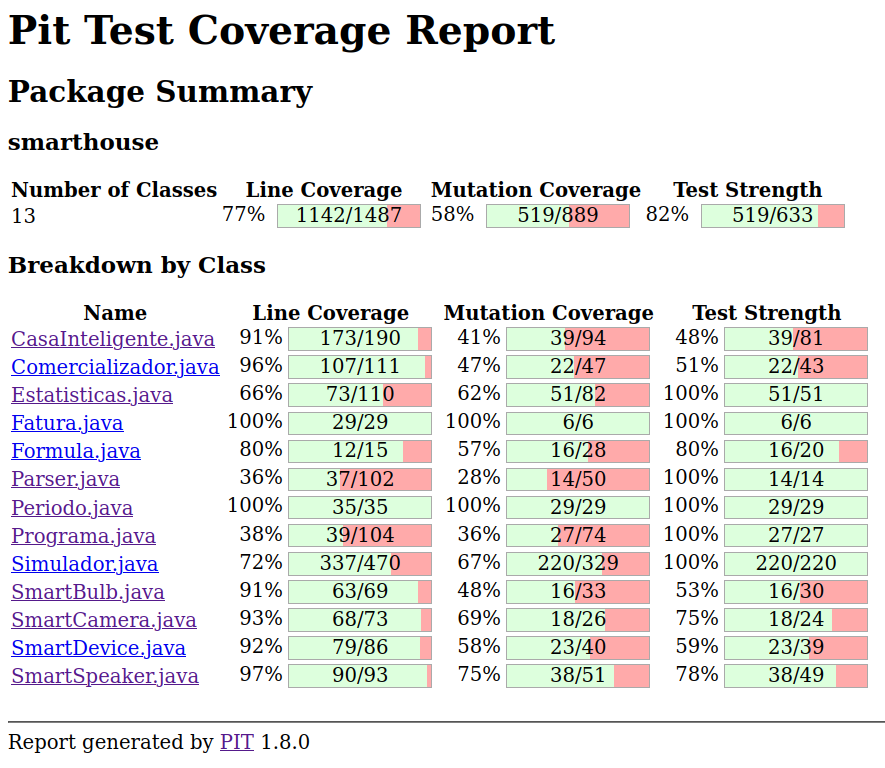 Pit Test Coverage Report
Package Summary
smarthouse
Number of Classes Line Coverage Mutation Coverage Test Strength
13 77% 1142/1487 58% 519/889 82% 519/633
Breakdown by Class
Name Line Coverage Mutation Coverage Test Strength
CasaInteligente.java 91% 173/190 41% 39/94 48% 39/81
Comercializador.java 96% 107/111 47% 22/47 51% 22/43
Estatisticas.java 66% 73/110 62% 51/82 100% 51/51
Fatura.java 100% 29/29 100% 6/6 100% 6/6
Formula.java 80% 12/15 57% 16/28 80% 16/20
Parser.java 36% 37/102 28% 14/50 100% 14/14
Periodo.java 100% 35/35 100% 29/29 100% 29/29
Programa.java 38% 39/104 36% 27/74 100% 27/27
Simulador.java 72% 337/470 67% 220/329 100% 220/220
SmartBulb.java 91% 63/69 48% 16/33 53% 16/30
SmartCamera.java 93% 68/73 69% 18/26 75% 18/24
SmartDevice.java 92% 79/86 58% 23/40 59% 23/39
SmartSpeaker.java 97% 90/93 75% 38/51 78% 38/49
Report generated by PIT 1.8.0